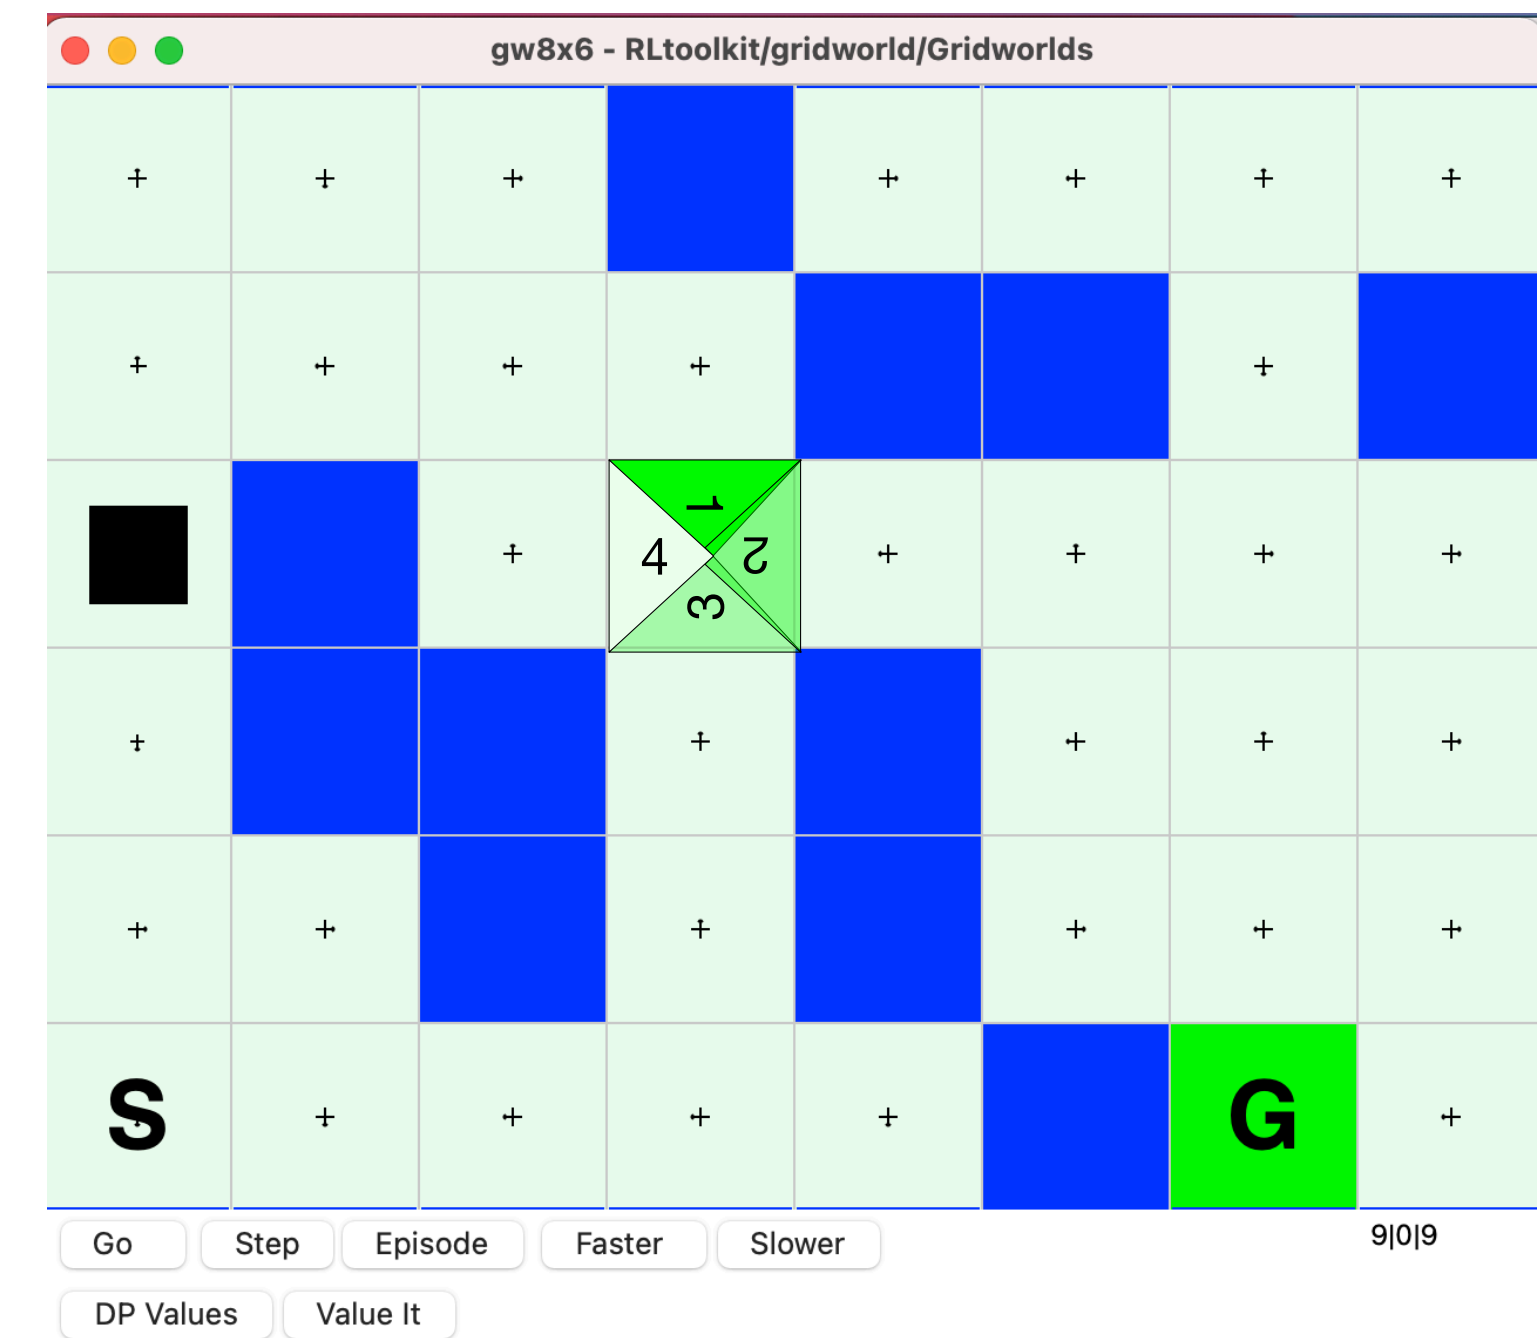 gw8x6 - RLtoolkit/gridworld/Gridworlds
1
4 2
3
S G
Go Step Episode Faster Slower 9|0|9
DP Values Value It